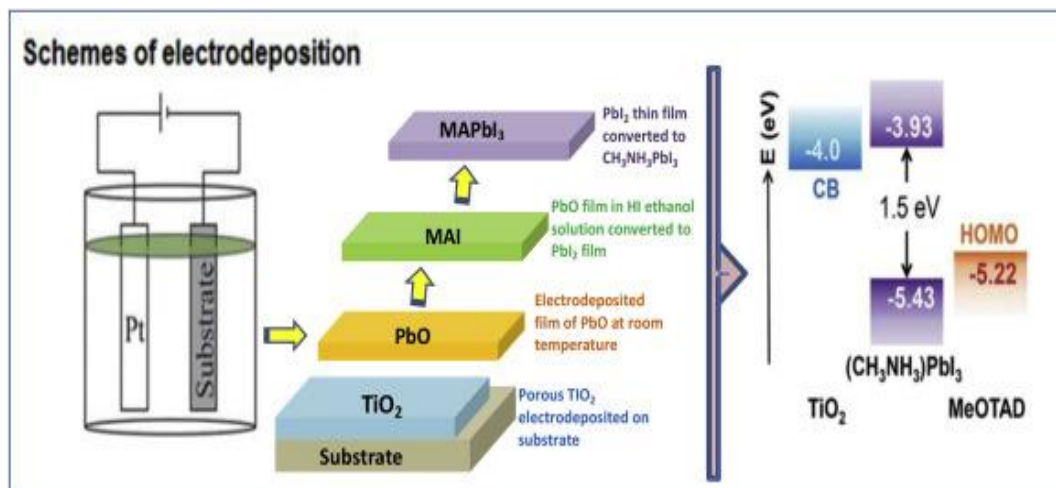 Schemes of electrodeposition
Pt
Substrate
MAPbI₃
PbI₂ thin film
converted to
CH₃NH₃PbI₃
MAI
PbO film in HI ethanol
solution converted to
PbI₂ film
PbO
Electrodeposited
film of PbO at room
temperature
TiO₂
Substrate
Porous TIO₂
electrodeposited on
substrate
E (eV)
-4.0
CB
-3.93
1.5 eV
-5.43
HOMO
-5.22
(CH₃NH₃)PbI₃
TiO₂
MeOTAD